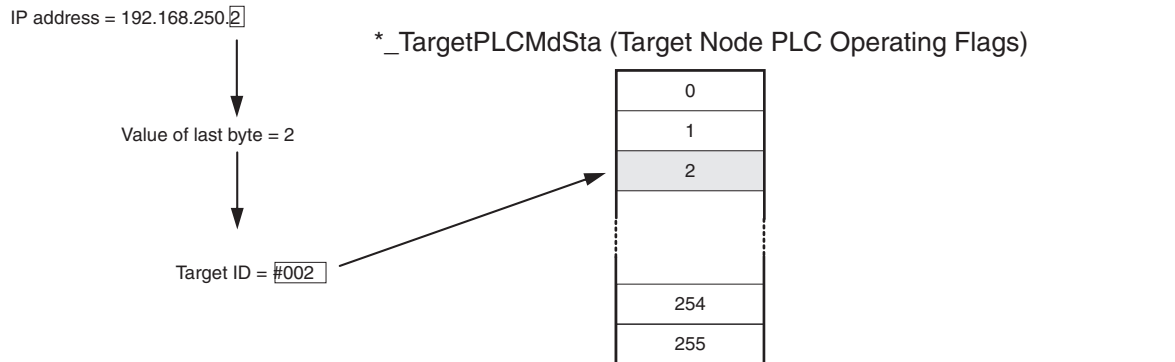 IP address = 192.168.250.2
*_TargetPLCMdSta (Target Node PLC Operating Flags)
0
1
Value of last byte = 2
2
Target ID = #002
254
255